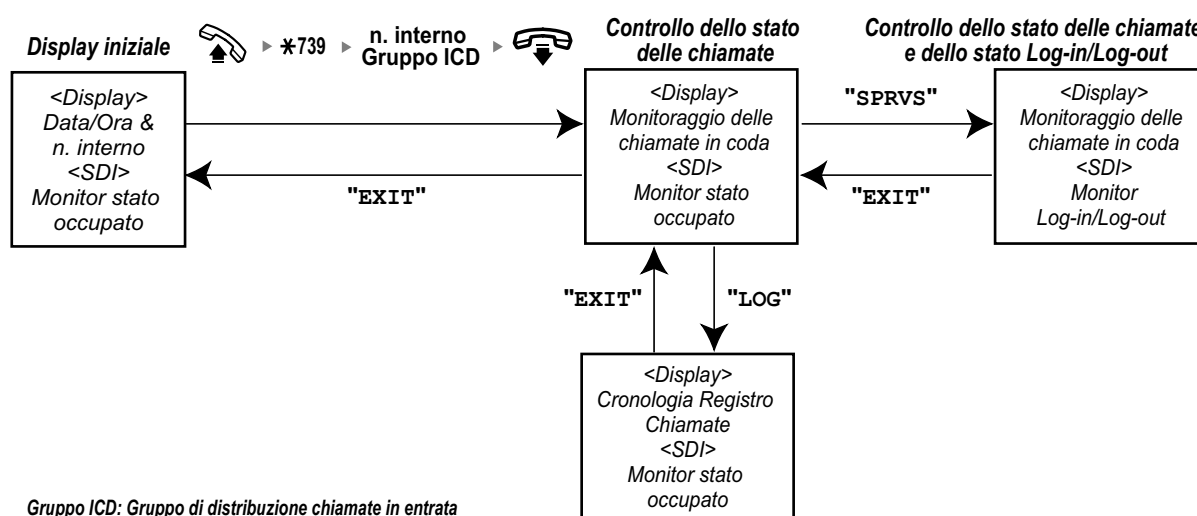 Display iniziale
✱739
n. interno
Gruppo ICD
Controllo dello stato
delle chiamate
Controllo dello stato delle chiamate
e dello stato Log-in/Log-out
<Display>
Data/Ora &
n. interno
<SDI>
Monitor stato
occupato
"EXIT"
<Display>
Monitoraggio delle
chiamate in coda
<SDI>
Monitor stato
occupato
"SPRVS"
"EXIT"
<Display>
Monitoraggio delle
chiamate in coda
<SDI>
Monitor
Log-in/Log-out
"EXIT"
"LOG"
<Display>
Cronologia Registro
Chiamate
<SDI>
Monitor stato
occupato
Gruppo ICD: Gruppo di distribuzione chiamate in entrata